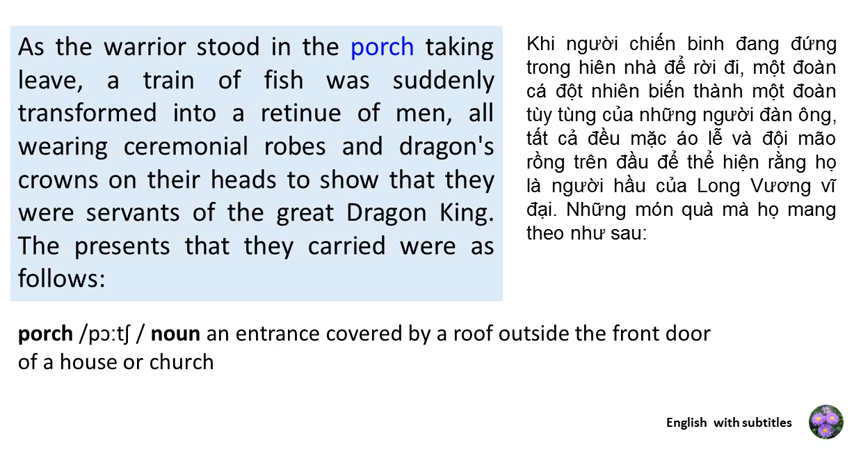 As the warrior stood in the porch taking
leave, a train of fish was suddenly
transformed into a retinue of men, all
wearing ceremonial robes and dragon's
crowns on their heads to show that they
were servants of the great Dragon King.
The presents that they carried were as
follows:
Khi người chiến binh đang đứng
trong hiên nhà để rời đi, một đoàn
cá đột nhiên biến thành một đoàn
tùy tùng của những người đàn ông,
tất cả đều mặc áo lễ và đội mão
rồng trên đầu để thể hiện rằng họ
là người hầu của Long Vương vĩ
đại. Những món quà mà họ mang
theo như sau:
porch /pɔːtʃ / noun an entrance covered by a roof outside the front door
of a house or church
English with subtitles